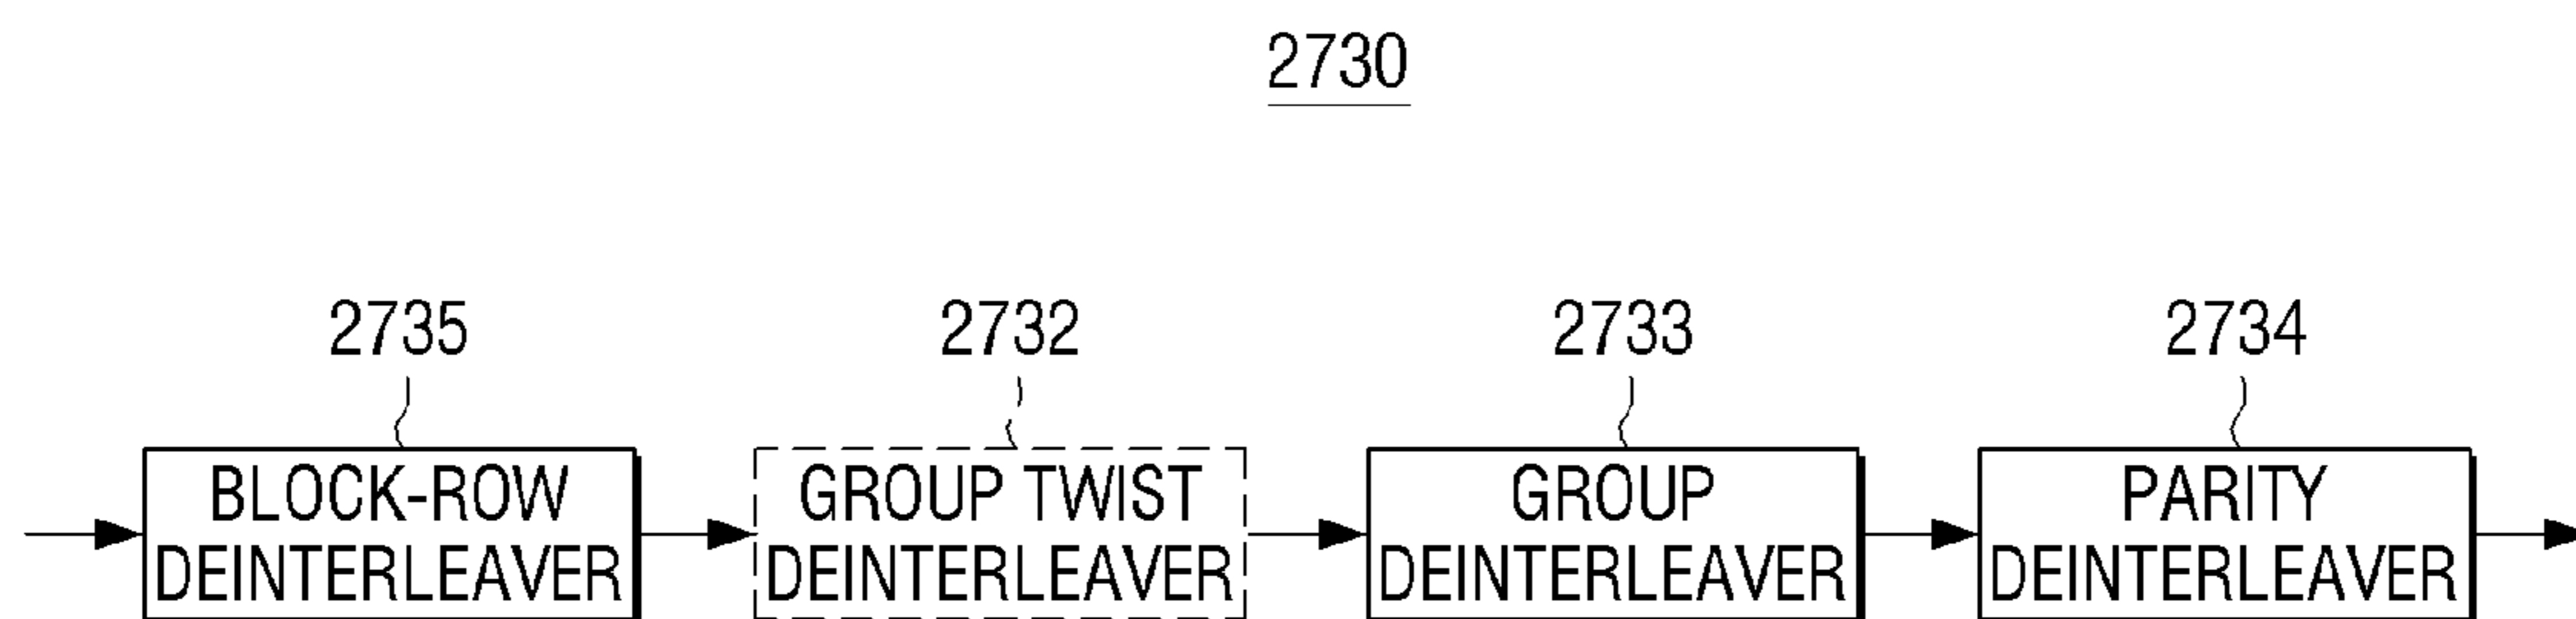 2730
2735
2732
2733
2734
BLOCK-ROW
DEINTERLEAVER
GROUP TWIST
DEINTERLEAVER
GROUP
DEINTERLEAVER
PARITY
DEINTERLEAVER